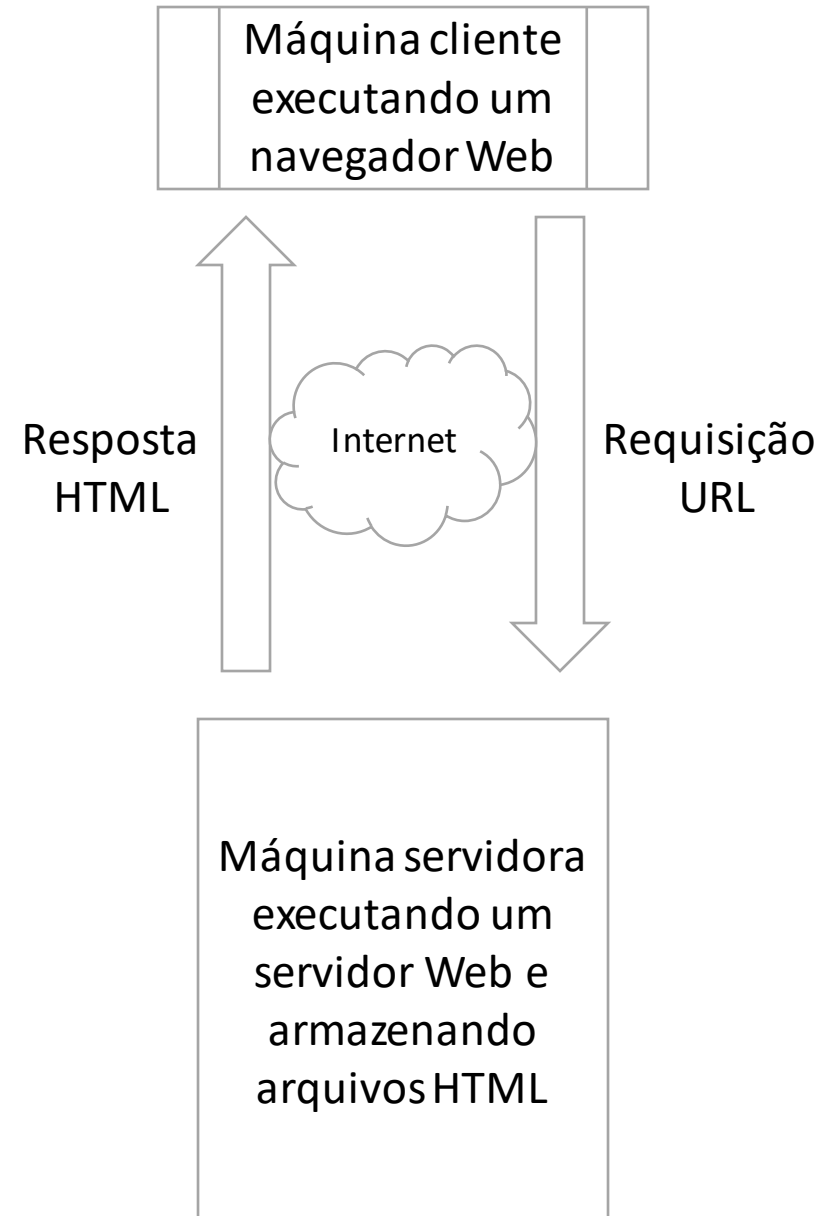 Máquina cliente
executando um
navegador Web
Resposta
HTML
Internet
Requisição
URL
Máquina servidora
executando um
servidor Web e
armazenando
arquivos HTML